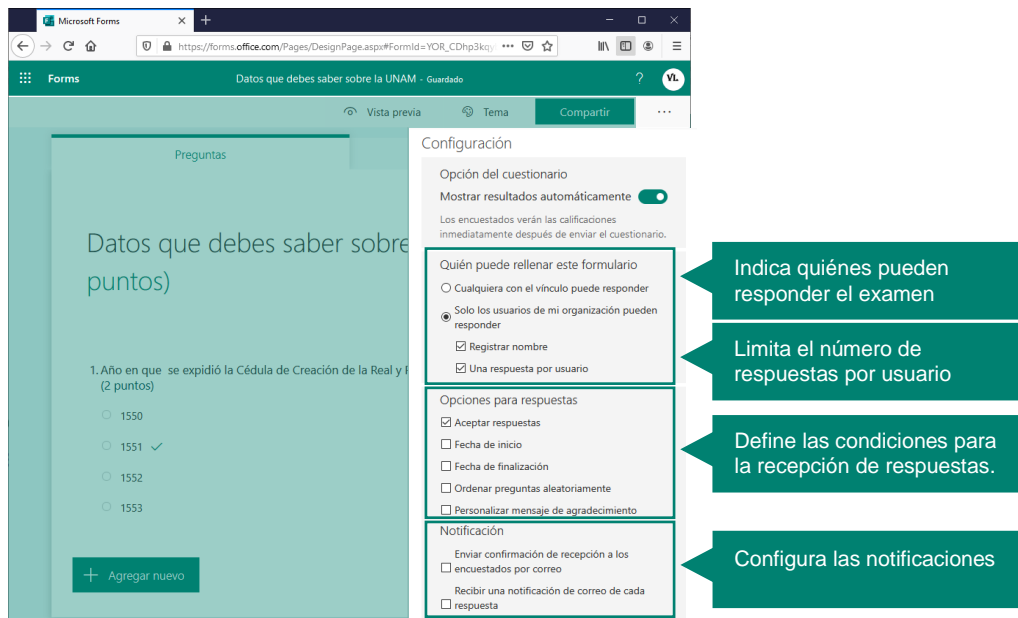 Microsoft Forms
https://forms.office.com/Pages/DesignPage.aspx#FormId=YOR_CDhp3kqy
Forms
Datos que debes saber sobre la UNAM - Guardado
?
VL
Vista previa
Tema
Compartir
...
Preguntas
Datos que debes saber sobre
puntos)
1. Año en que se expidió la Cédula de Creación de la Real y P
(2 puntos)
1550
1551
1552
1553
Agregar nuevo
Configuración
Opción del cuestionario
Mostrar resultados automáticamente
Los encuestados verán las calificaciones
inmediatamente después de enviar el cuestionario.
Quién puede rellenar este formulario
Cualquiera con el vínculo puede responder
Solo los usuarios de mi organización pueden
responder
Registrar nombre
Una respuesta por usuario
Opciones para respuestas
Aceptar respuestas
Fecha de inicio
Fecha de finalización
Ordenar preguntas aleatoriamente
Personalizar mensaje de agradecimiento
Notificación
Enviar confirmación de recepción a los
encuestados por correo
Recibir una notificación de correo de cada
respuesta
Indica quiénes pueden
responder el examen
Limita el número de
respuestas por usuario
Define las condiciones para
la recepción de respuestas.
Configura las notificaciones